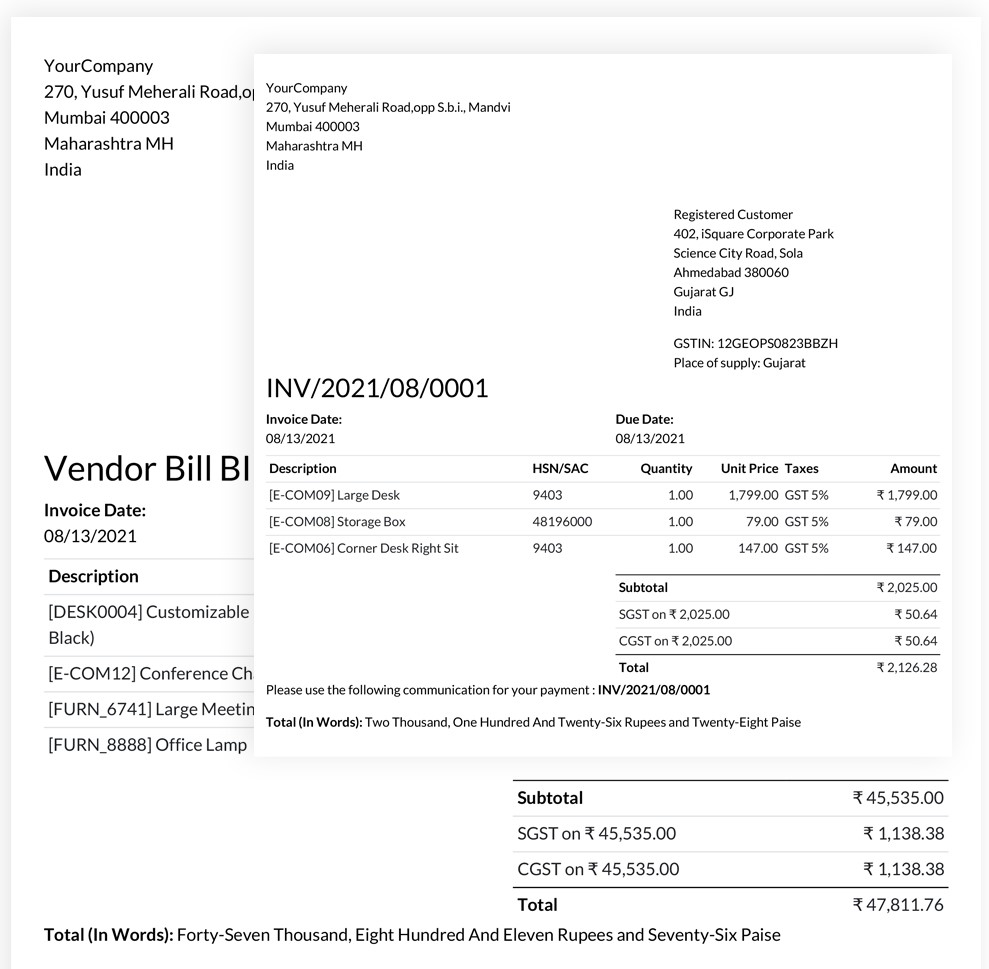 YourCompany
270, Yusuf Meherali Road,
Mumbai 400003
Maharashtra MH
India
Vendor Bill
Invoice Date:
08/13/2021
Description
[DESK0004] Customizable
Black)
[E-COM12] Conference
[FURN_6741] Large
[FURN_8888] Office Lamp
Subtotal ₹ 45,535.00
SGST on ₹ 45,535.00 ₹ 1,138.38
CGST on ₹ 45,535.00 ₹ 1,138.38
Total ₹ 47,811.76
Total (In Words): Forty-Seven Thousand, Eight Hundred And Eleven Rupees and Seventy-Six Paise
YourCompany
270, Yusuf Meherali Road,opp S.b.i., Mandvi
Mumbai 400003
Maharashtra MH
India
Registered Customer
402, iSquare Corporate Park
Science City Road, Sola
Ahmedabad 380060
Gujarat GJ
India
GSTIN: 12GEOPS0823BBZH
Place of supply: Gujarat
INV/2021/08/0001
Invoice Date: Due Date:
08/13/2021 08/13/2021
Description HSN/SAC Quantity Unit Price Taxes Amount
[E-COM09] Large Desk 9403 1.00 1,799.00 GST 5% ₹ 1,799.00
[E-COM08] Storage Box 48196000 1.00 79.00 GST 5% ₹ 79.00
[E-COM06] Corner Desk Right Sit 9403 1.00 147.00 GST 5% ₹ 147.00
Subtotal ₹ 2,025.00
SGST on ₹ 2,025.00 ₹ 50.64
CGST on ₹ 2,025.00 ₹ 50.64
Total ₹ 2,126.28
Please use the following communication for your payment : INV/2021/08/0001
Total (In Words): Two Thousand, One Hundred And Twenty-Six Rupees and Twenty-Eight Paise